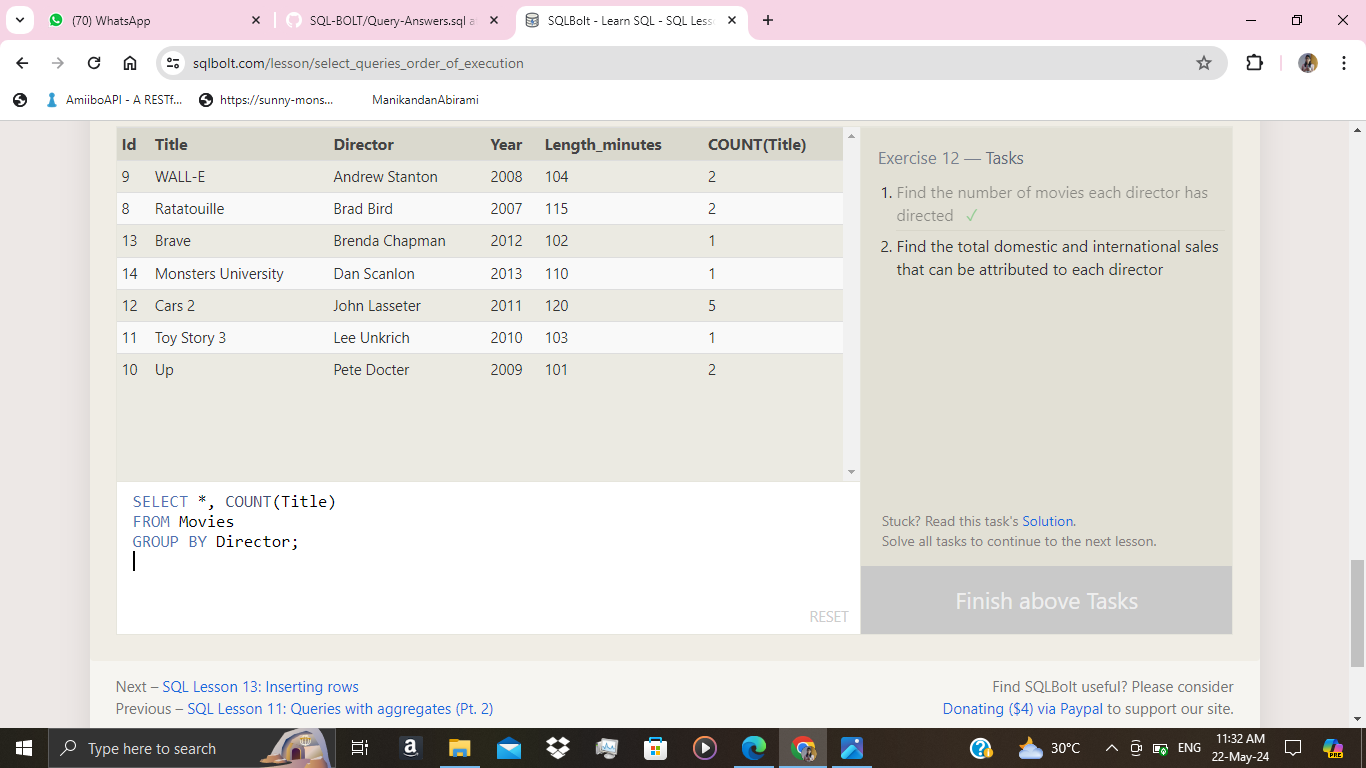 (70) WhatsApp
SQL-BOLT/Query-Answers.sql a
SQLBolt - Learn SQL - SQL Less
sqlbolt.com/lesson/select_queries_order_of_execution
AmiiboAPI - A RESTf...
https://sunny-mons...
ManikandanAbirami
Id Title Director Year Length_minutes COUNT(Title)
9 WALL-E Andrew Stanton 2008 104 2
8 Ratatouille Brad Bird 2007 115 2
13 Brave Brenda Chapman 2012 102 1
14 Monsters University Dan Scanlon 2013 110 1
12 Cars 2 John Lasseter 2011 120 5
11 Toy Story 3 Lee Unkrich 2010 103 1
10 Up Pete Docter 2009 101 2
SELECT *, COUNT(Title)
FROM Movies
GROUP BY Director;
RESET
Exercise 12 — Tasks
1. Find the number of movies each director has
directed ✓
2. Find the total domestic and international sales
that can be attributed to each director
Stuck? Read this task's Solution.
Solve all tasks to continue to the next lesson.
Finish above Tasks
Next – SQL Lesson 13: Inserting rows
Previous – SQL Lesson 11: Queries with aggregates (Pt. 2)
Find SQLBolt useful? Please consider
Donating ($4) via Paypal to support our site.
Type here to search
a
30°C
ENG
11:32 AM
22-May-24
PRE